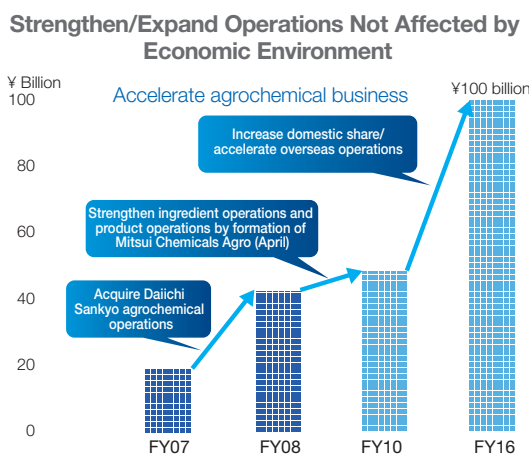 Strengthen/Expand Operations Not Affected by
Economic Environment
¥ Billion
100
80
60
40
20
0
Accelerate agrochemical business
¥100 billion
Increase domestic share/
accelerate overseas operations
Strengthen ingredient operations and
product operations by formation of
Mitsui Chemicals Agro (April)
Acquire Daiichi
Sankyo agrochemical
operations
FY07
FY08
FY10
FY16